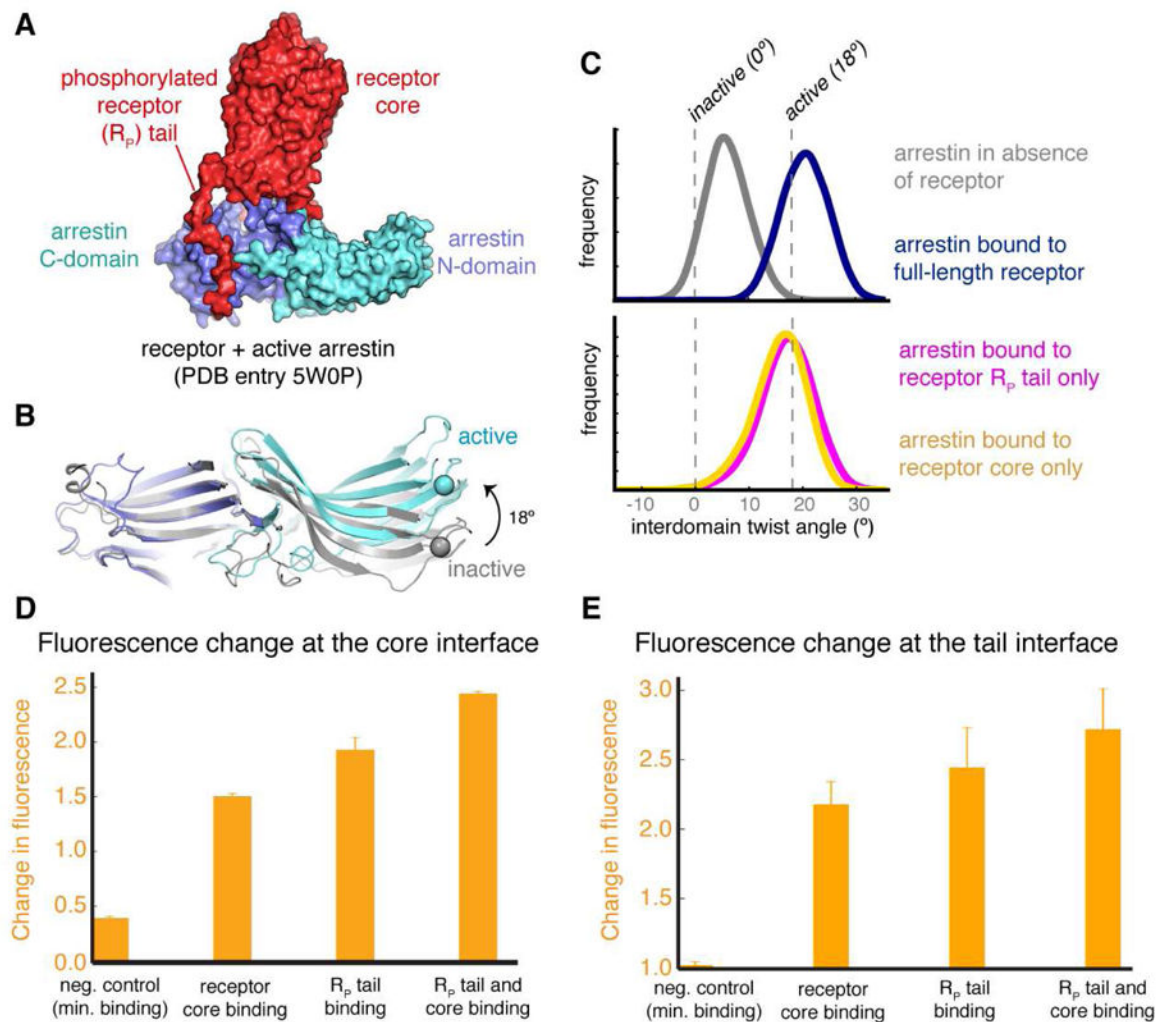 A
phosphorylated
receptor
(RP) tail
receptor
core
arrestin
C-domain
arrestin
N-domain
receptor + active arrestin
(PDB entry 5W0P)
B
active
18º
inactive
C
inactive (0º)
active (18º)
frequency
arrestin in absence
of receptor
arrestin bound to
full-length receptor
frequency
arrestin bound to
receptor RP tail only
arrestin bound to
receptor core only
-10 0 10 20 30
interdomain twist angle (º)
D
Fluorescence change at the core interface
Change in fluorescence
2.5
2.0
1.5
1.0
0.5
0.0
neg. control
(min. binding)
receptor
core binding
RP tail
binding
RP tail and
core binding
E
Fluorescence change at the tail interface
Change in fluorescence
3.0
2.5
2.0
1.5
1.0
neg. control
(min. binding)
receptor
core binding
RP tail
binding
RP tail and
core binding